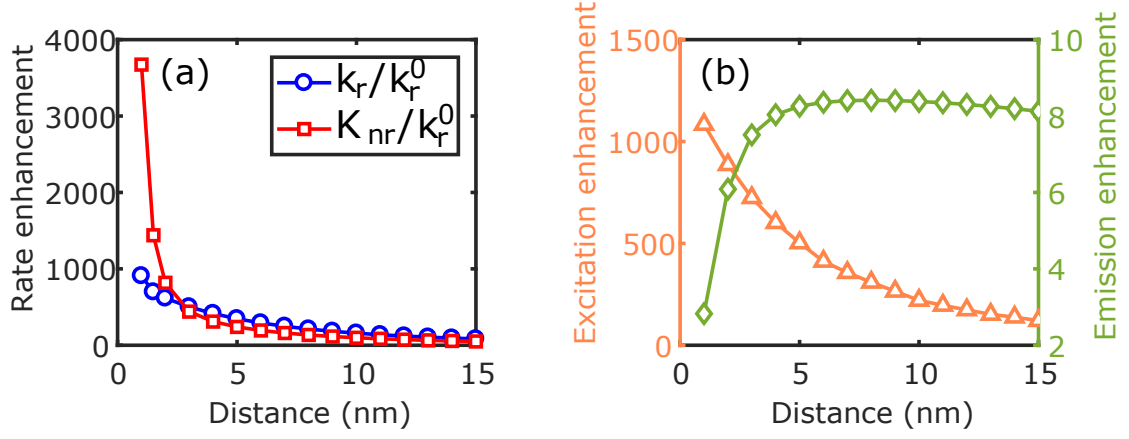 4000
3000
2000
1000
0
0
5
10
15
Rate enhancement
Distance (nm)
(a)
k_r/k_r^0
K_nr/k_r^0
1500
1000
500
0
Excitation enhancement
0
5
10
15
Distance (nm)
(b)
10
8
6
4
2
Emission enhancement